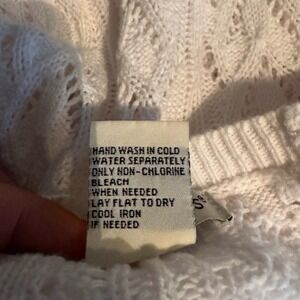 HAND WASH IN COLD
WATER SEPARATELY
ONLY NON-CHLORINE
BLEACH
WHEN NEEDED
LAY FLAT TO DRY
COOL IRON
IF NEEDED